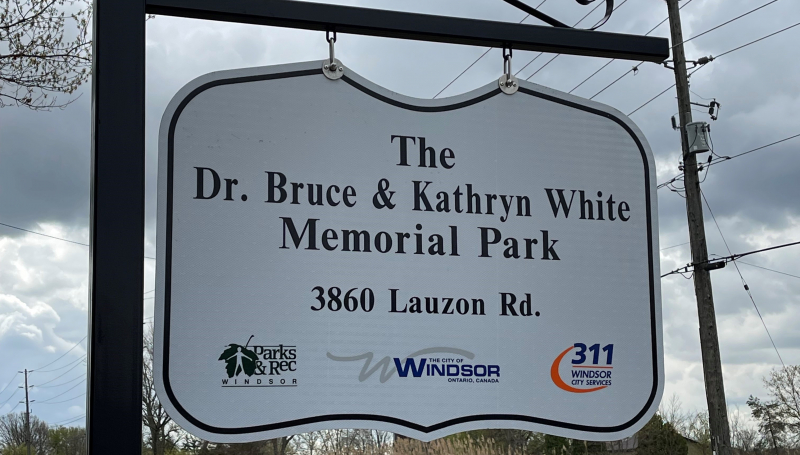 The
Dr. Bruce & Kathryn White
Memorial Park
3860 Lauzon Rd.
Parks
& Rec
WINDSOR
THE CITY OF
WINDSOR
ONTARIO, CANADA
311
WINDSOR
CITY SERVICES